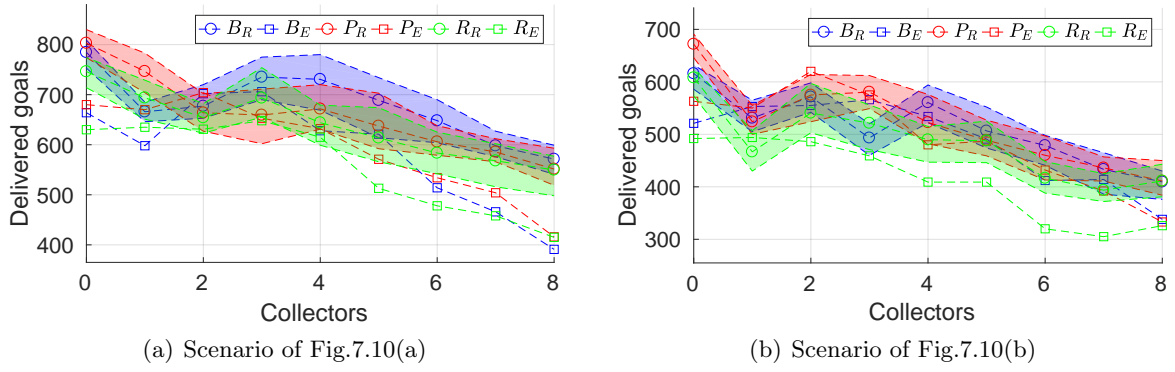 B_R B_E P_R P_E R_R R_E
800
700
600
500
400
Delivered goals
0 2 4 6 8
Collectors
(a) Scenario of Fig.7.10(a)
B_R B_E P_R P_E R_R R_E
700
600
500
400
300
Delivered goals
0 2 4 6 8
Collectors
(b) Scenario of Fig.7.10(b)